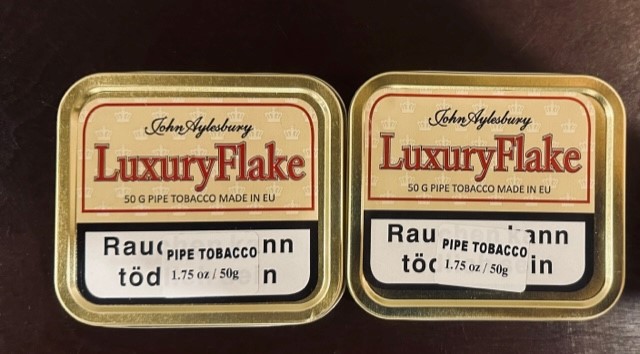 John Aylesbury
LuxuryFlake
50 G PIPE TOBACCO MADE IN EU
Rau nn
PIPE TOBACCO
töd n
1.75 oz / 50g
John Aylesbury
LuxuryFlake
50 G PIPE TOBACCO MADE IN EU
Rau kann
PIPE TOBACCO
tö in
1.75 oz / 50g